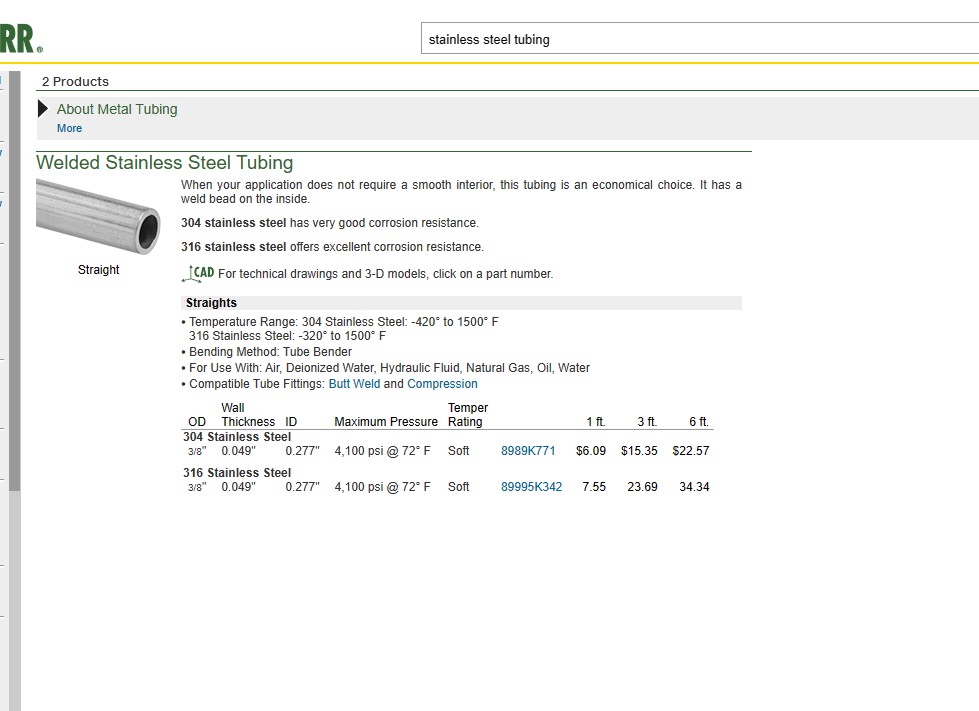 RR®
stainless steel tubing
2 Products
About Metal Tubing
More
Welded Stainless Steel Tubing
When your application does not require a smooth interior, this tubing is an economical choice. It has a
weld bead on the inside.
304 stainless steel has very good corrosion resistance.
316 stainless steel offers excellent corrosion resistance.
Straight
CAD For technical drawings and 3-D models, click on a part number.
Straights
• Temperature Range: 304 Stainless Steel: -420° to 1500° F
316 Stainless Steel: -320° to 1500° F
• Bending Method: Tube Bender
• For Use With: Air, Deionized Water, Hydraulic Fluid, Natural Gas, Oil, Water
• Compatible Tube Fittings: Butt Weld and Compression
Wall Temper
OD Thickness ID Maximum Pressure Rating 1 ft. 3 ft. 6 ft.
304 Stainless Steel
3/8" 0.049" 0.277" 4,100 psi @ 72° F Soft 8989K771 $6.09 $15.35 $22.57
316 Stainless Steel
3/8" 0.049" 0.277" 4,100 psi @ 72° F Soft 89995K342 7.55 23.69 34.34